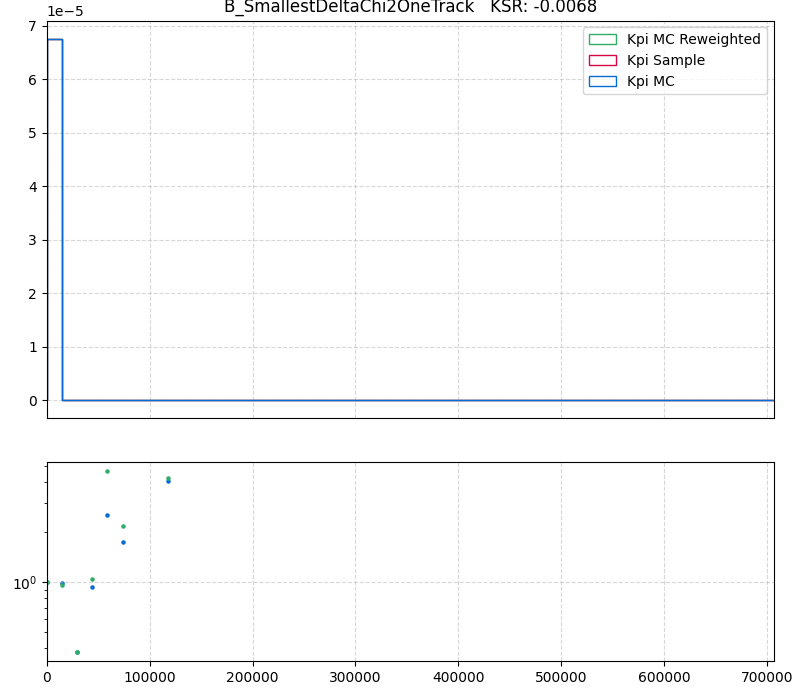 B_SmallestDeltaChi2OneTrack KSR: -0.0068
1e−5
7
6
5
4
3
2
1
0
Kpi MC Reweighted
Kpi Sample
Kpi MC
10^0
0 100000 200000 300000 400000 500000 600000 700000